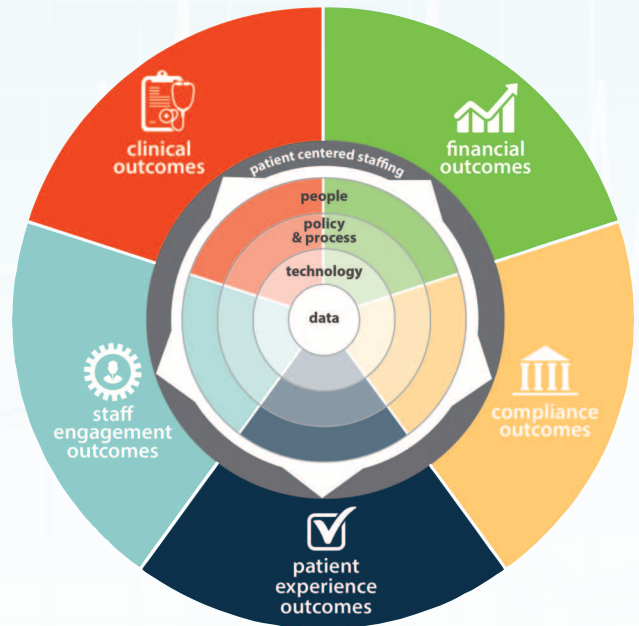 clinical
outcomes
financial
outcomes
patient centered staffing
people
policy
& process
technology
data
staff
engagement
outcomes
compliance
outcomes
patient
experience
outcomes